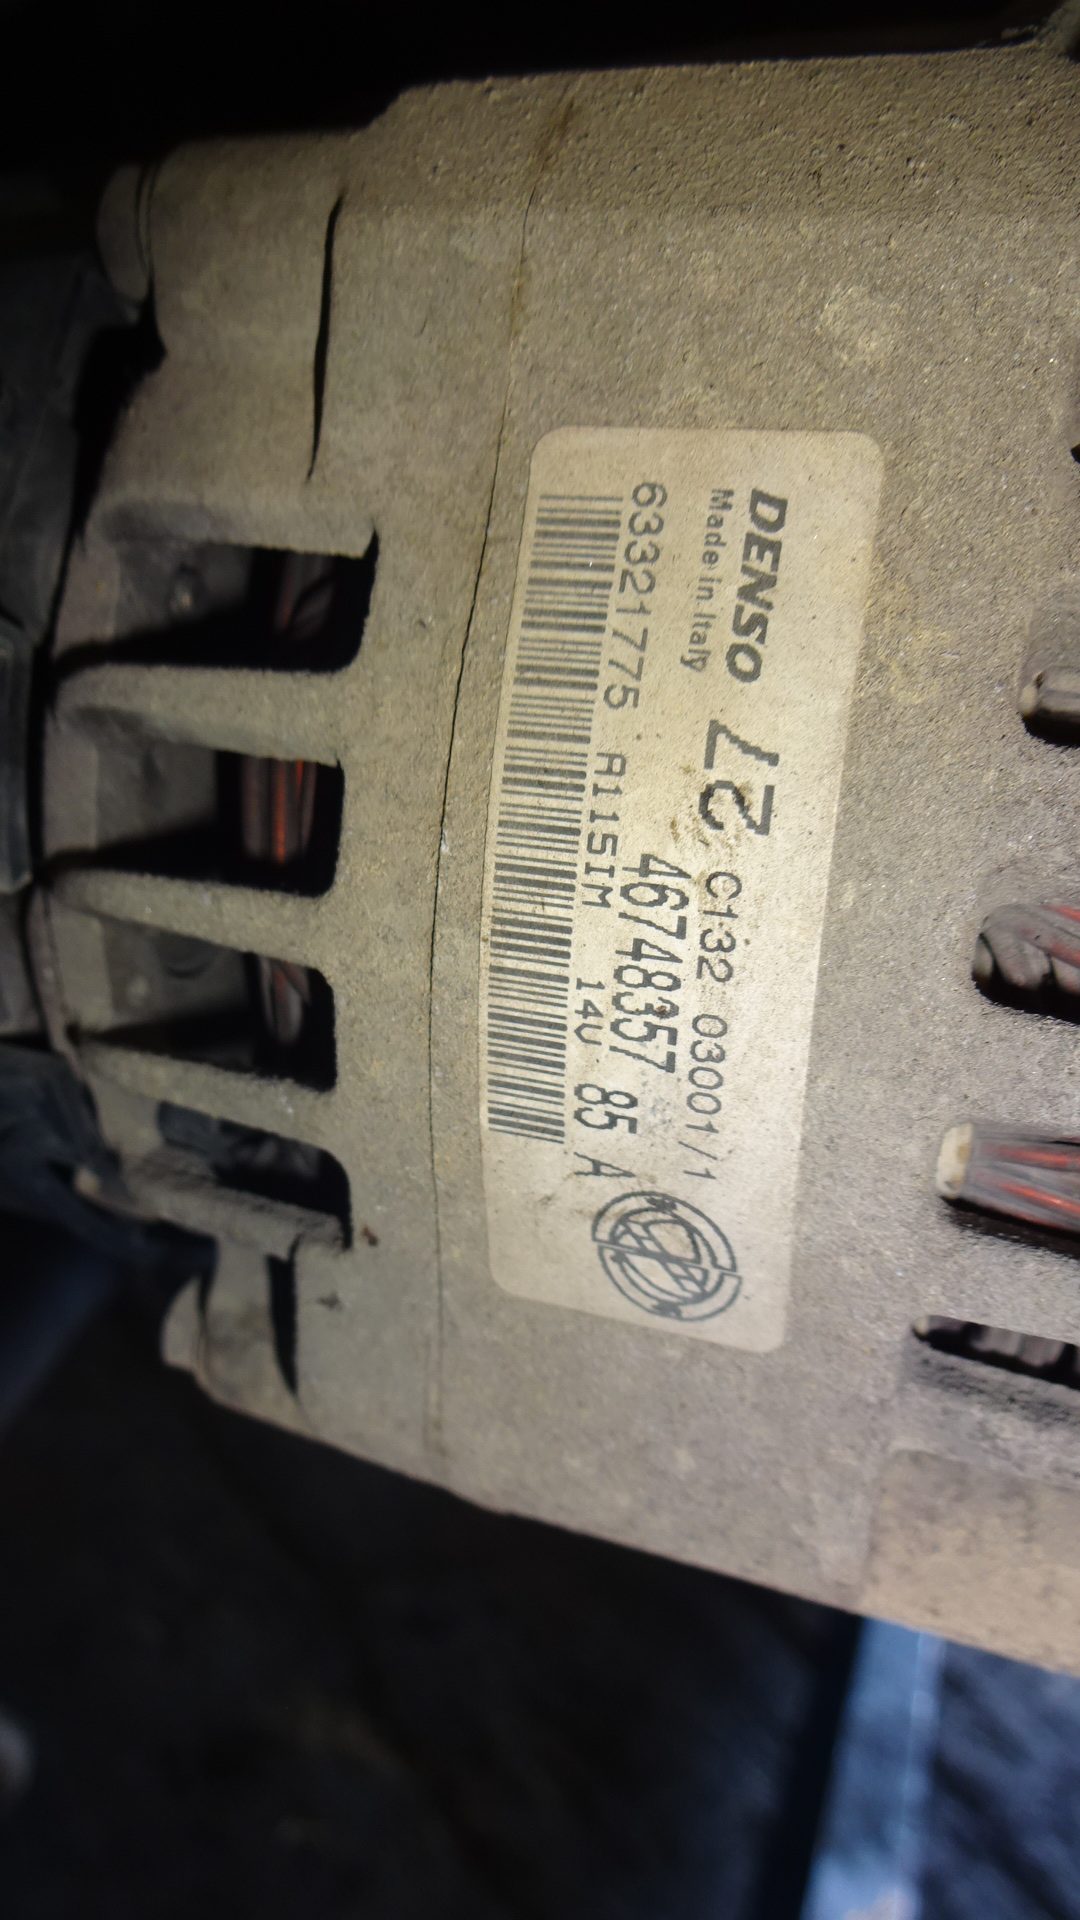 DENSO
Made in Italy
27
C132 03001/1
46748357 85 A
63321775 A115IM 14V